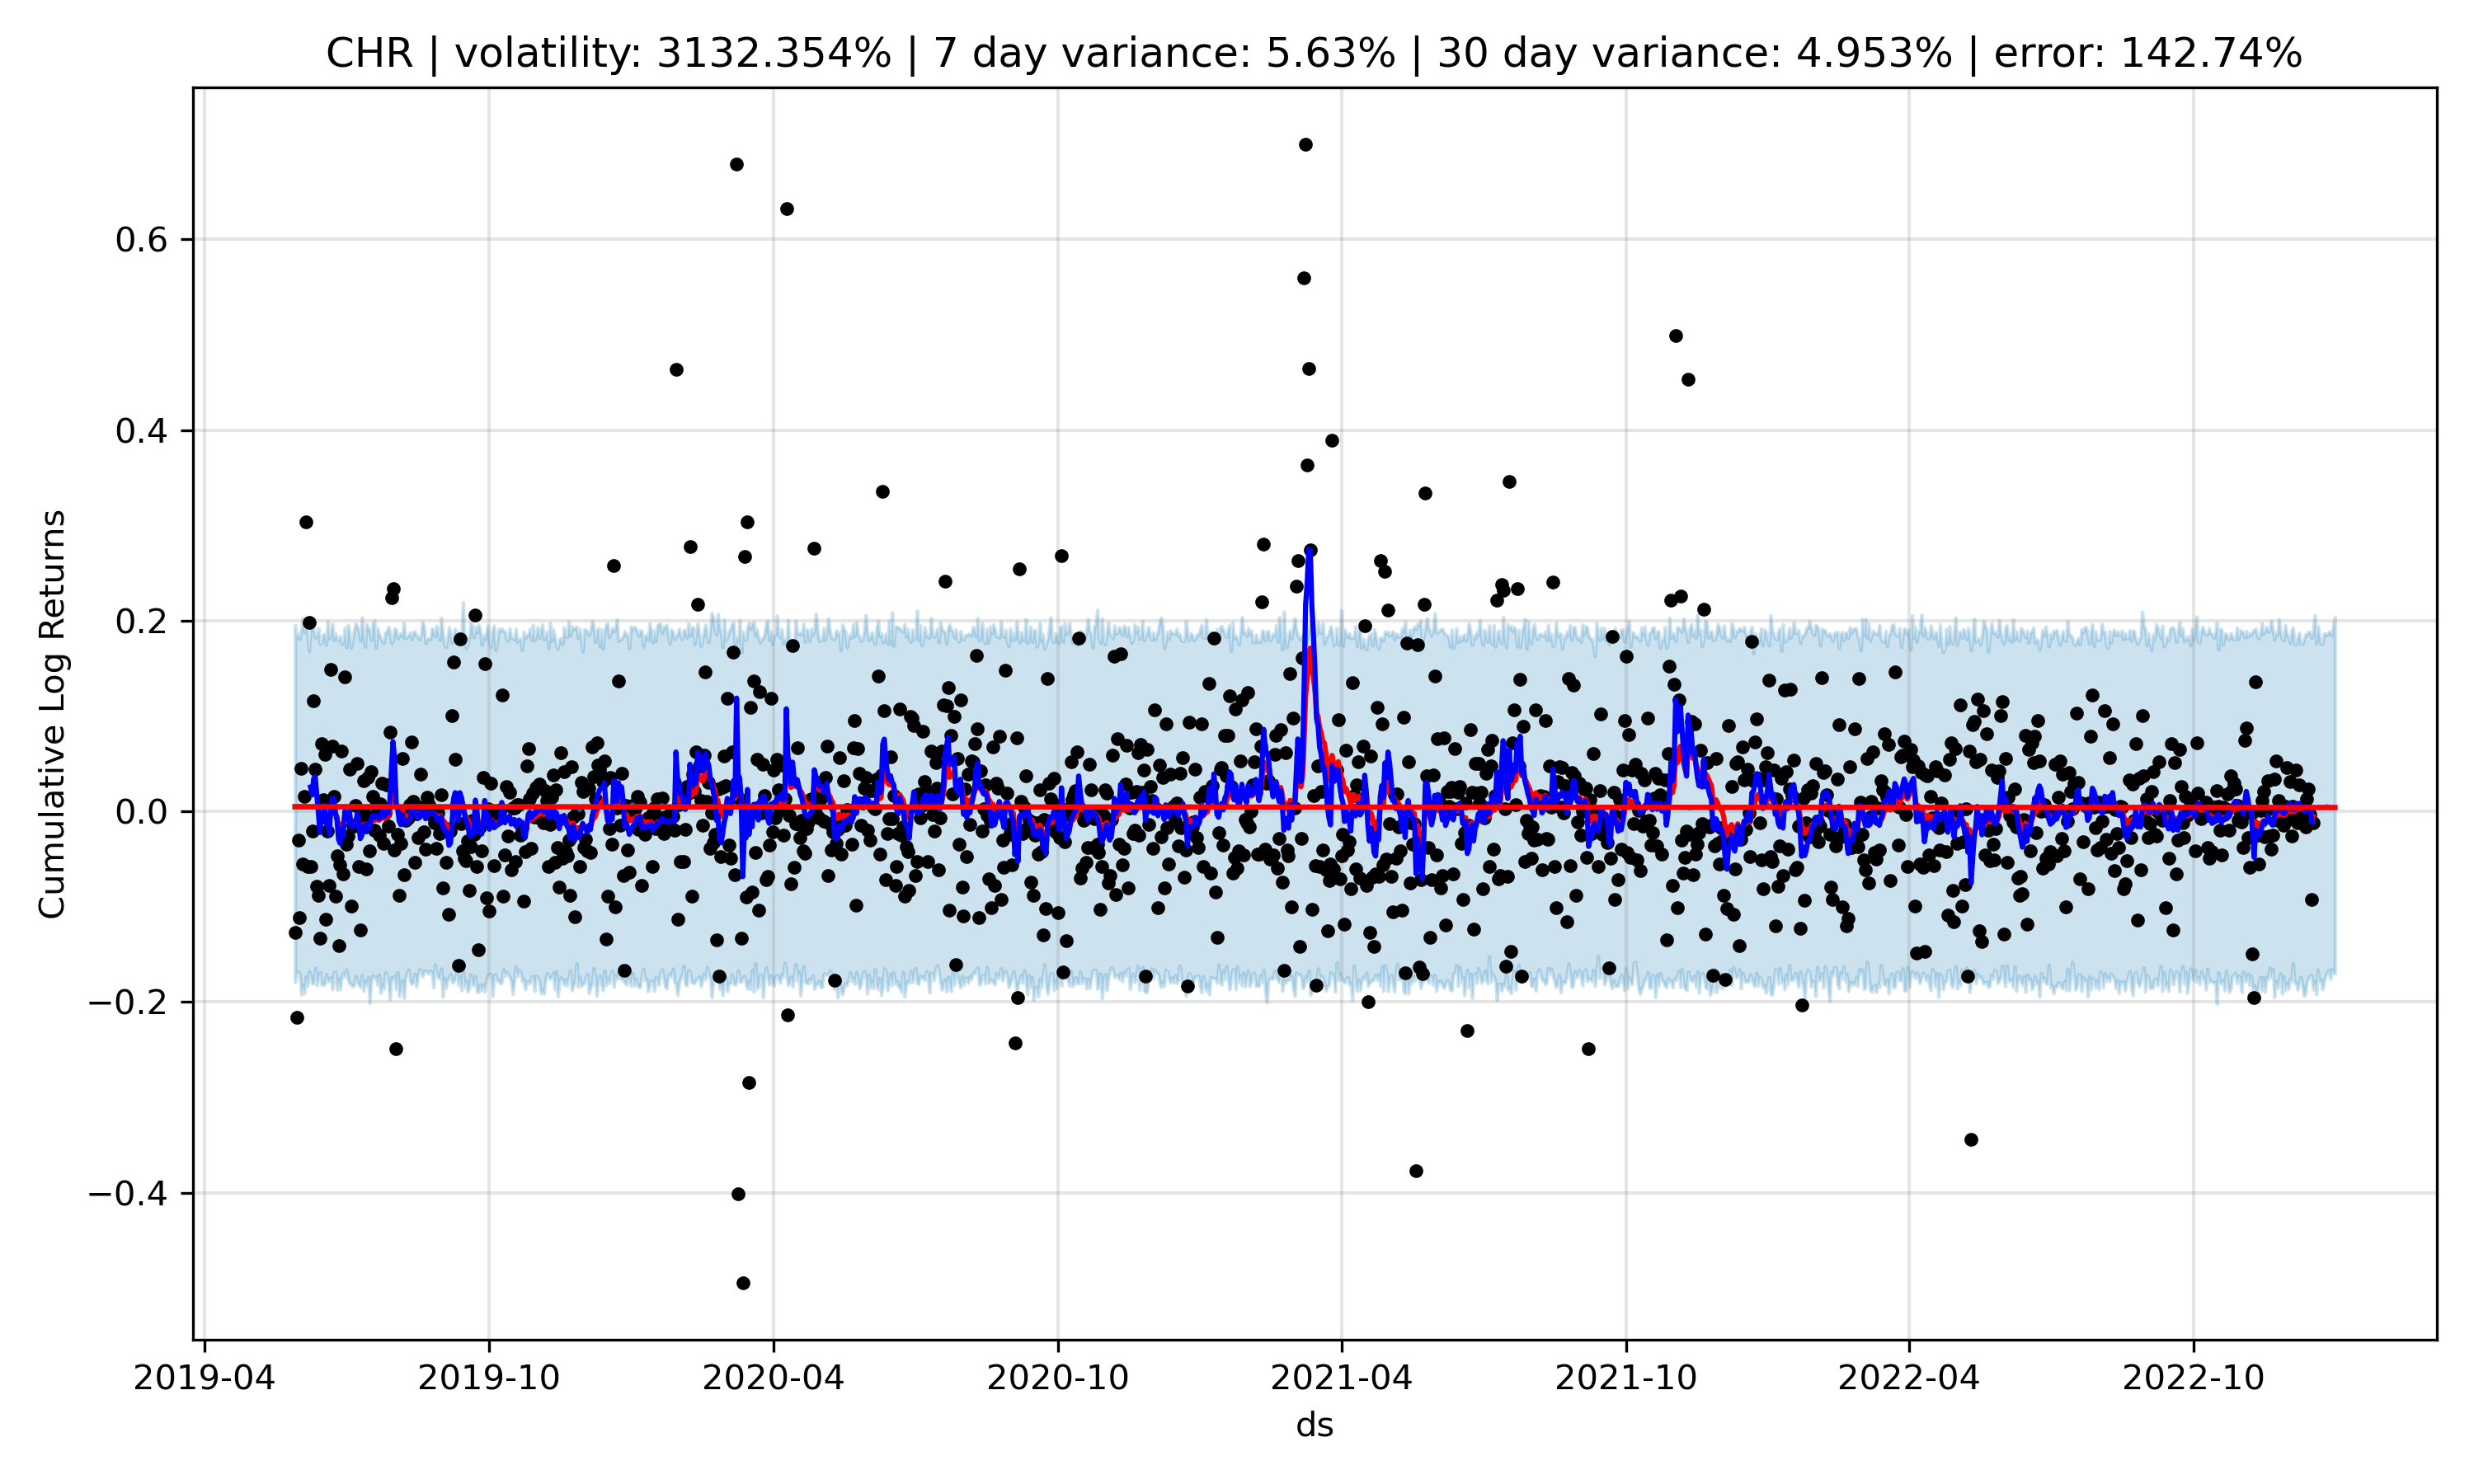 CHR | volatility: 3132.354% | 7 day variance: 5.63% | 30 day variance: 4.953% | error: 142.74%
Cumulative Log Returns
0.6
0.4
0.2
0.0
−0.2
−0.4
2019-04 2019-10 2020-04 2020-10 2021-04 2021-10 2022-04 2022-10
ds